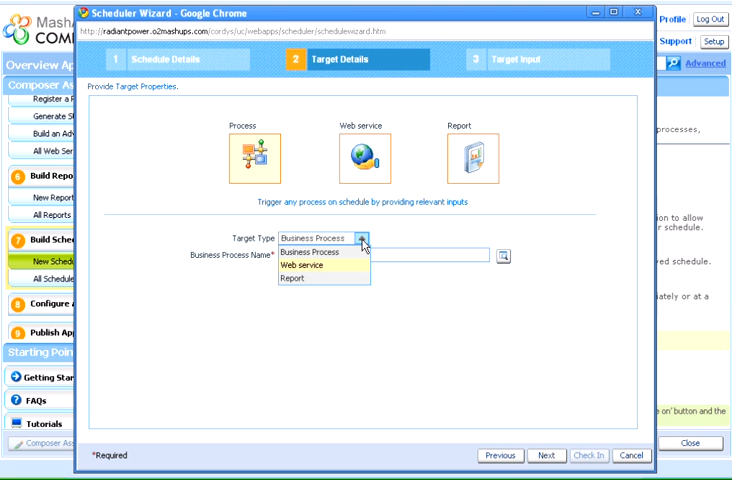 Scheduler Wizard - Google Chrome
http://radiantpower.o2mashups.com/cordys/uc/webapps/scheduler/schedulewizard.htm
1 Schedule Details
2 Target Details
3 Target Input
Provide Target Properties.
Process
Web service
Report
Trigger any process on schedule by providing relevant inputs
Target Type Business Process
Business Process Name*
Business Process
Web service
Report
*Required
Previous Next Check In Cancel
Profile Log Out
Support Setup
Advanced
Overview
Composer
Register a
Generate
Build an
All Web Ser
6 Build Repo
New Report
All Reports
7 Build Sche
New Schedu
All Schedule
8 Configure
9 Publish App
Starting Poin
Getting Star
FAQs
Tutorials
Composer Ass
processes,
ion to allow
r schedule.
ved schedule.
iately or at a
e on' button and the
Close